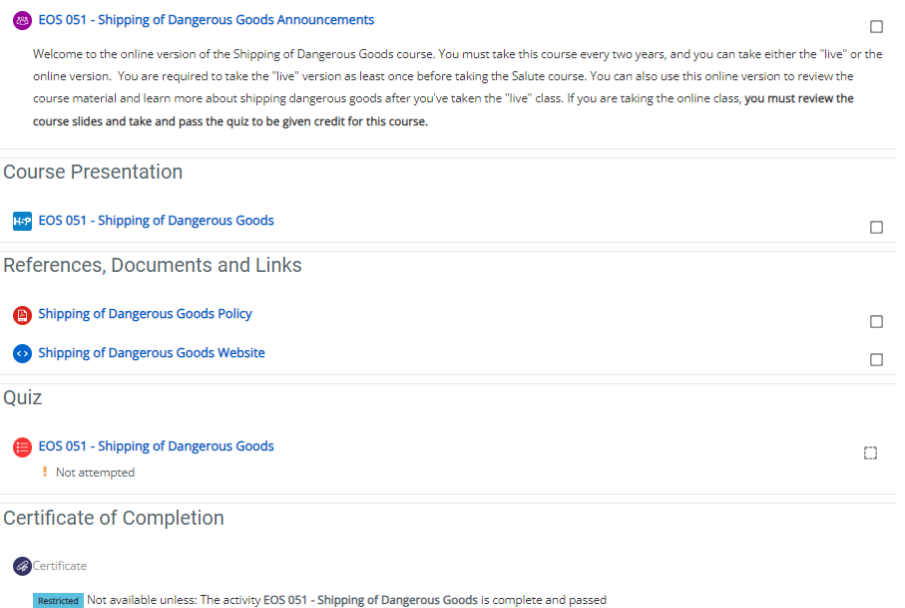 EOS 051 - Shipping of Dangerous Goods Announcements
Welcome to the online version of the Shipping of Dangerous Goods course. You must take this course every two years, and you can take either the "live" or the
online version. You are required to take the "live" version as least once before taking the Salute course. You can also use this online version to review the
course material and learn more about shipping dangerous goods after you've taken the "live" class. If you are taking the online class, you must review the
course slides and take and pass the quiz to be given credit for this course.
Course Presentation
H5P EOS 051 - Shipping of Dangerous Goods
References, Documents and Links
Shipping of Dangerous Goods Policy
Shipping of Dangerous Goods Website
Quiz
EOS 051 - Shipping of Dangerous Goods
! Not attempted
Certificate of Completion
Certificate
Restricted Not available unless: The activity EOS 051 - Shipping of Dangerous Goods is complete and passed